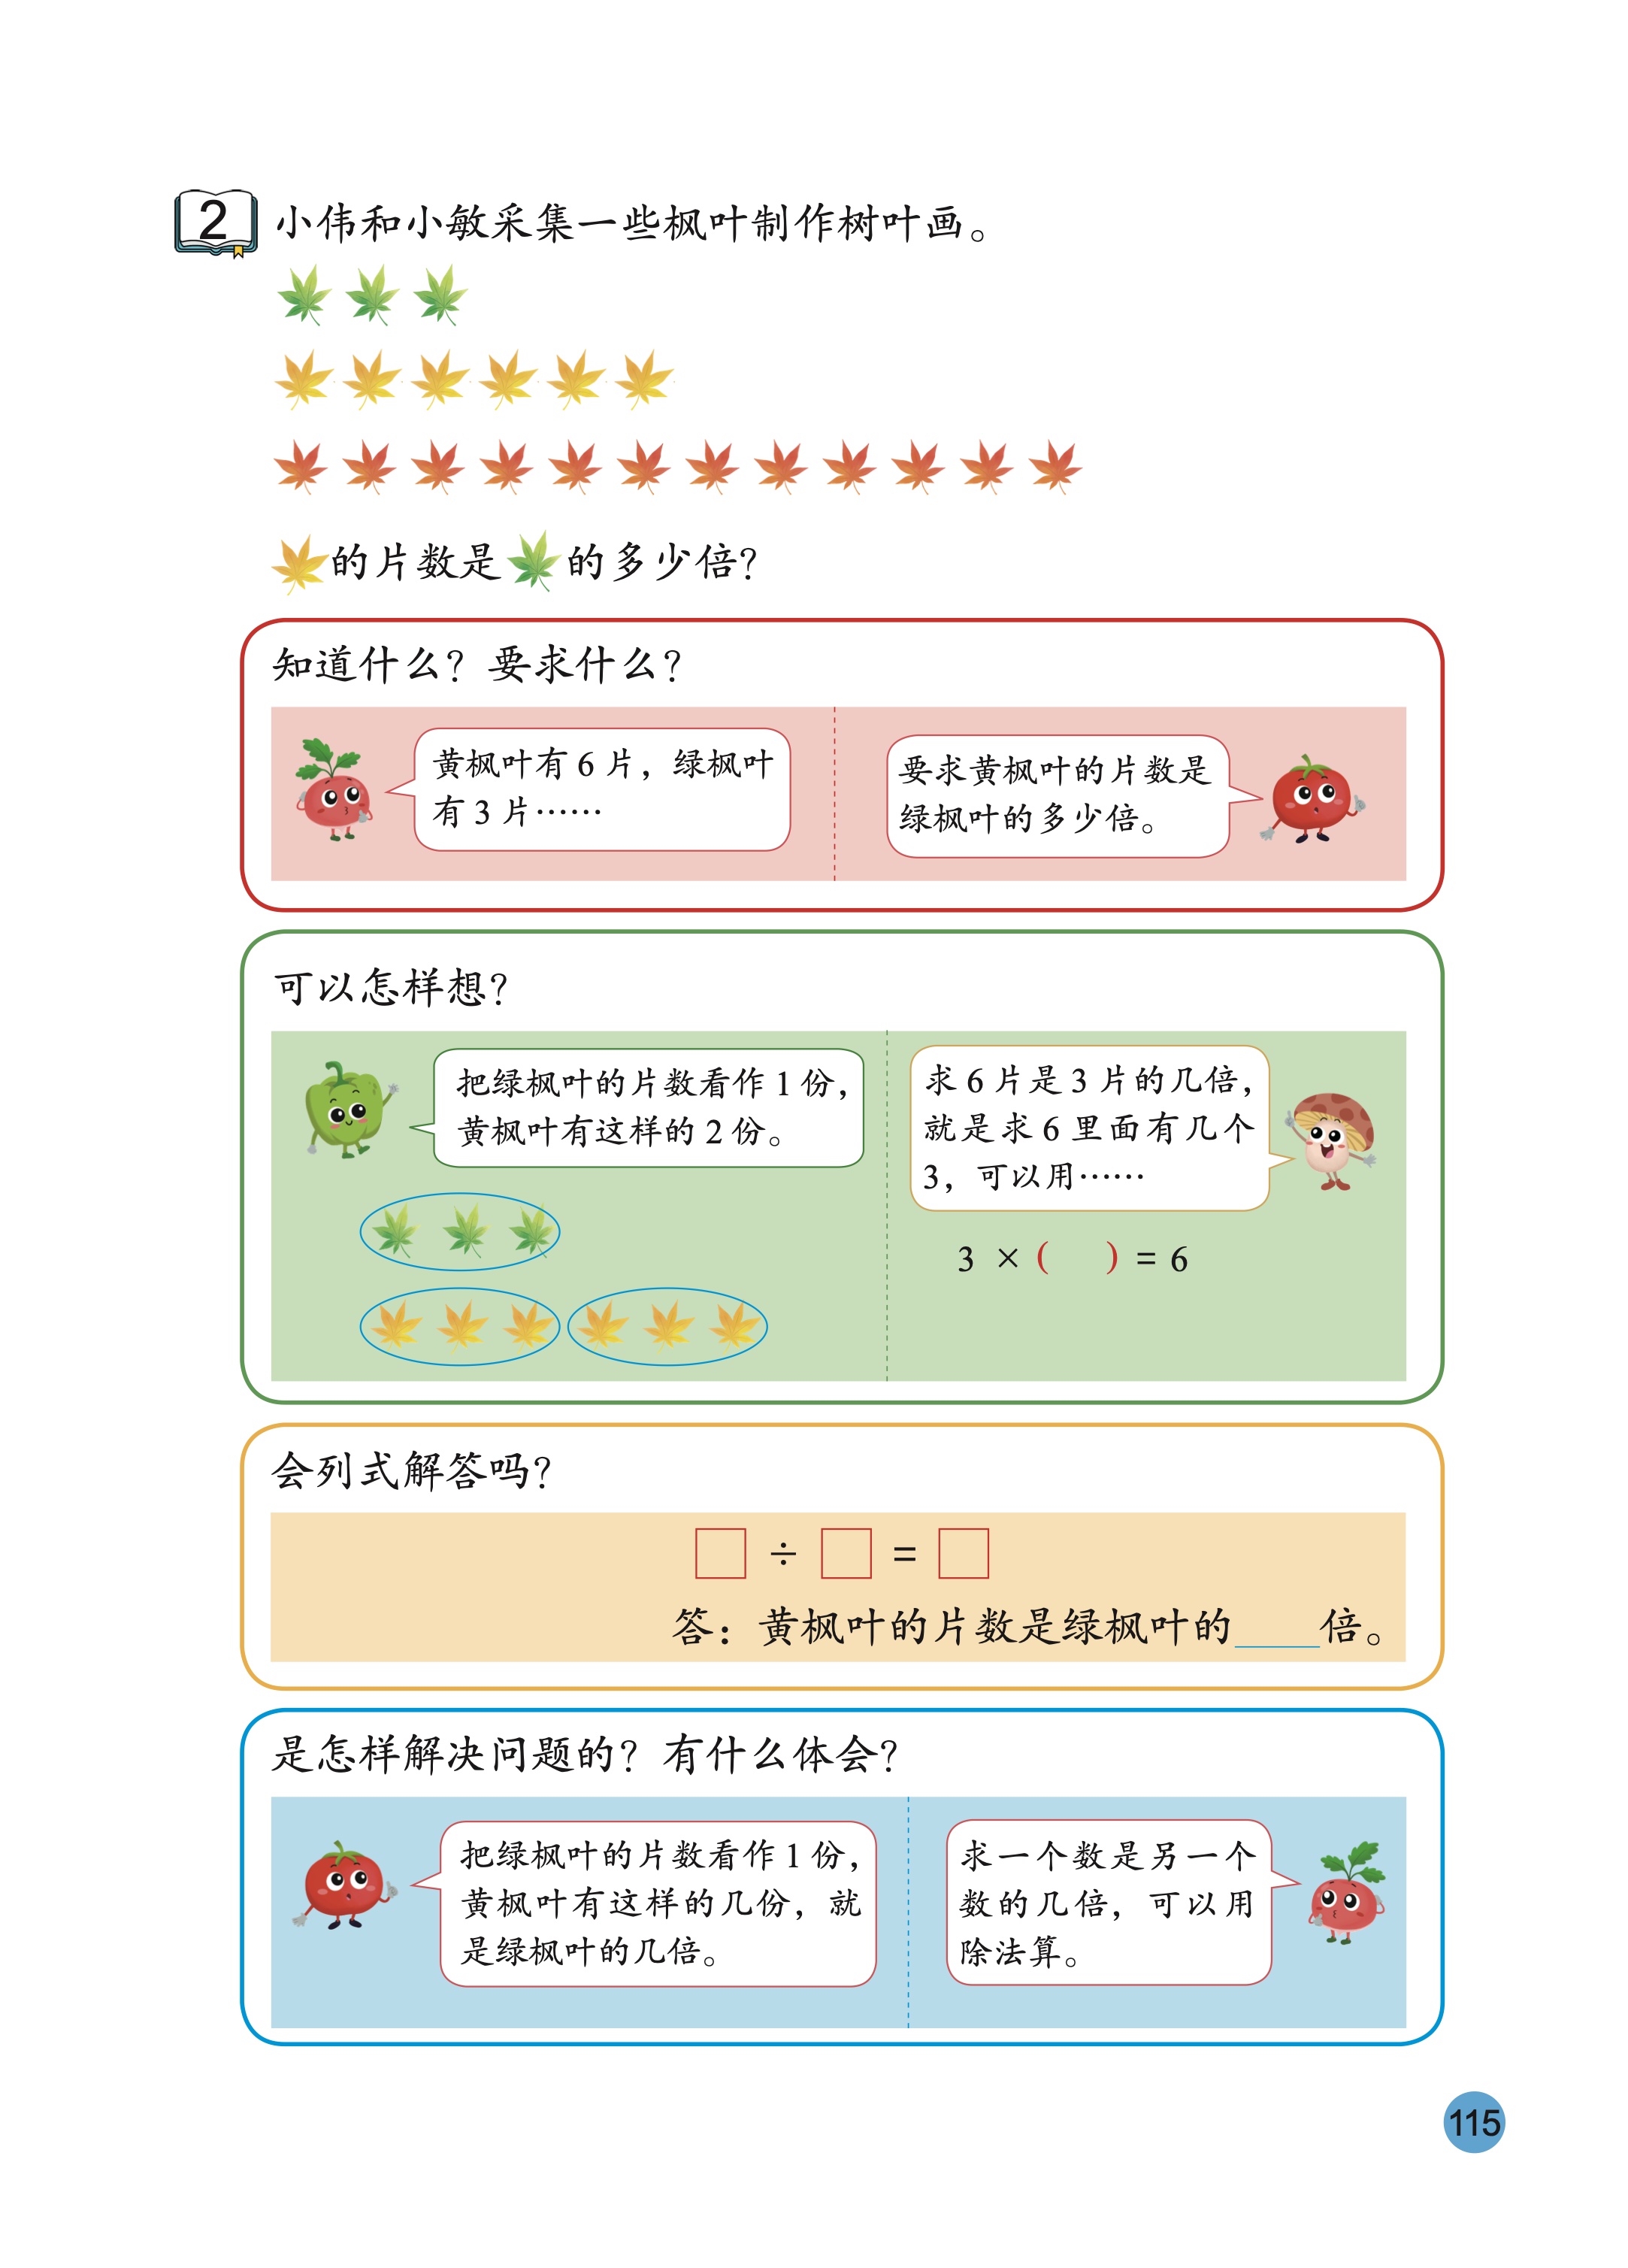 2 小伟和小敏采集一些枫叶制作树叶画。
的片数是 的多少倍？
知道什么？要求什么？
黄枫叶有 6 片，绿枫叶
有 3 片……
要求黄枫叶的片数是
绿枫叶的多少倍。
可以怎样想？
把绿枫叶的片数看作 1 份，
黄枫叶有这样的 2 份。
求 6 片是 3 片的几倍，
就是求 6 里面有几个
3，可以用……
3 × (   ) = 6
会列式解答吗？
□ ÷ □ = □
答：黄枫叶的片数是绿枫叶的____倍。
是怎样解决问题的？有什么体会？
把绿枫叶的片数看作 1 份，
黄枫叶有这样的几份，就
是绿枫叶的几倍。
求一个数是另一个
数的几倍，可以用
除法算。
115